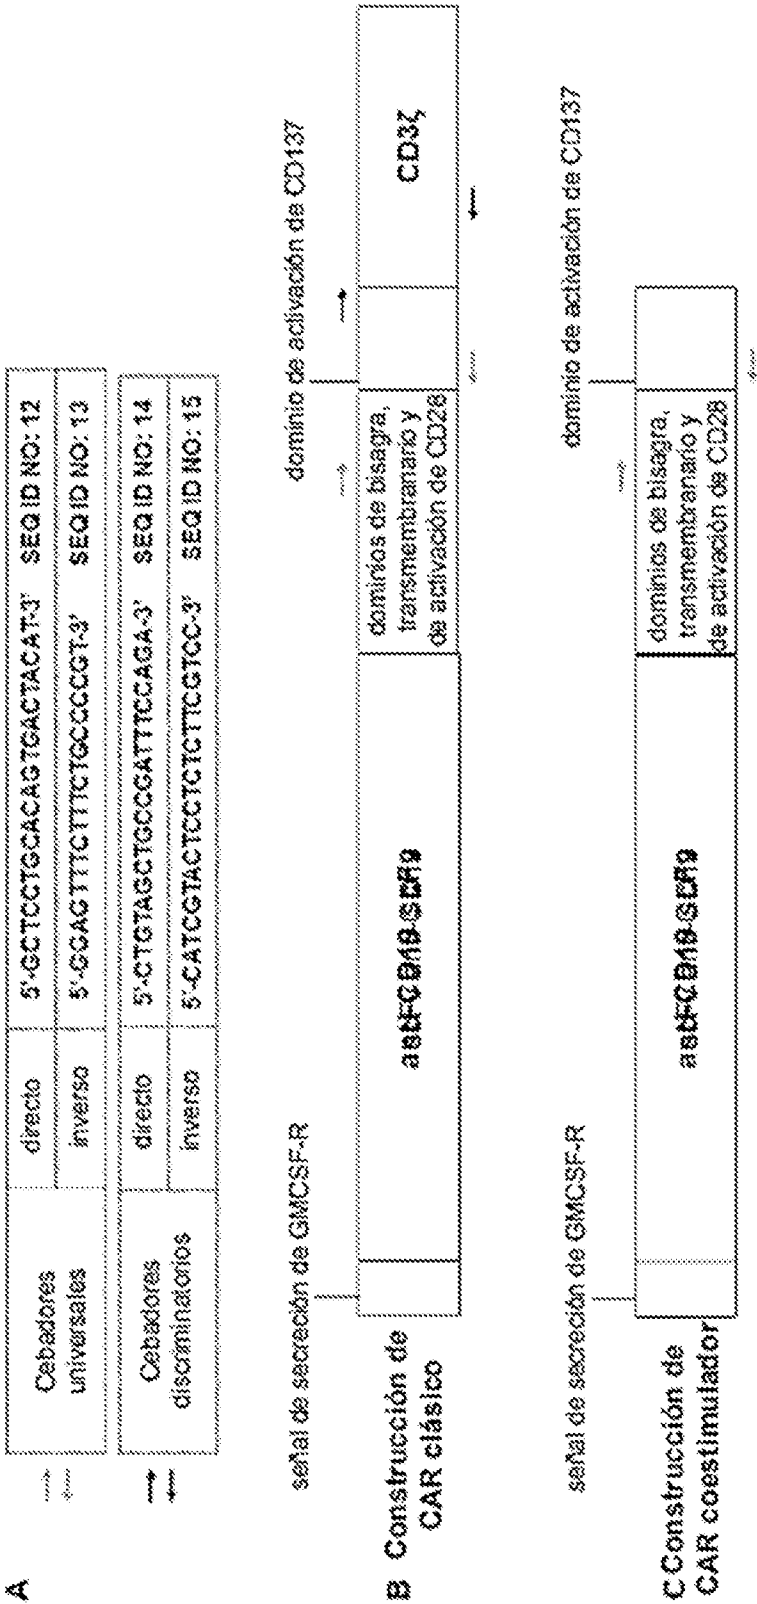 A
Cebadores
universales
directo
5'-GCTCCTGCACAGTGACTACAT-3' SEQ ID NO: 12
inverso
5'-GGAGTTTCTTTCTGCCCCGT-3' SEQ ID NO: 13
Cebadores
discriminatorios
directo
5'-CTGTAGCTGCCGATTTCCAGA-3' SEQ ID NO: 14
inverso
5'-CATCGTACTCCTCTCTTCGTCC-3' SEQ ID NO: 15
señal de secreción de GMCSF-R
dominio de activación de CD137
B Construcción de
CAR clásico
dominios de bisagra,
transmembranario y
de activación de CD28
CD3ζ
señal de secreción de GMCSF-R
dominio de activación de CD137
C Construcción de
CAR coestimulador
dominios de bisagra,
transmembranario y
de activación de CD28